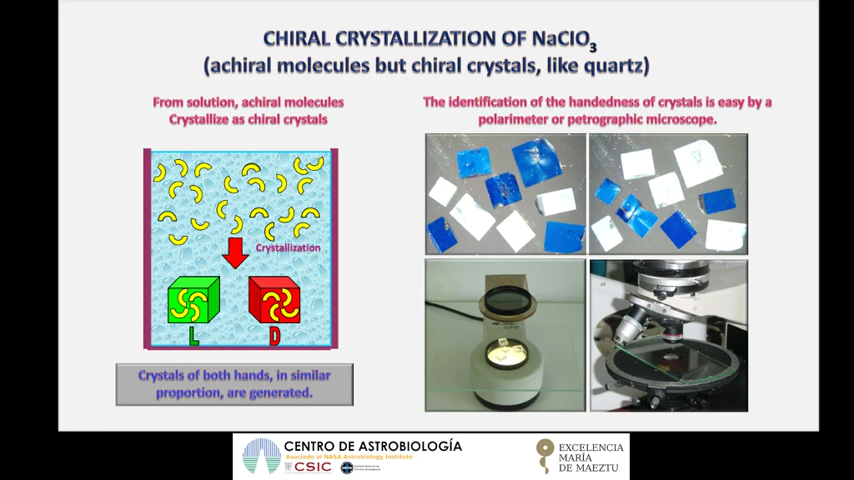 CHIRAL CRYSTALLIZATION OF NaClO3
(achiral molecules but chiral crystals, like quartz)
From solution, achiral molecules
Crystallize as chiral crystals
Crystallization
L
D
Crystals of both hands, in similar
proportion, are generated.
The identification of the handedness of crystals is easy by a
polarimeter or petrographic microscope.
CENTRO DE ASTROBIOLOGÍA
Asociado al NASA Astrobiology Institute
CSIC
EXCELENCIA
MARÍA
DE MAEZTU